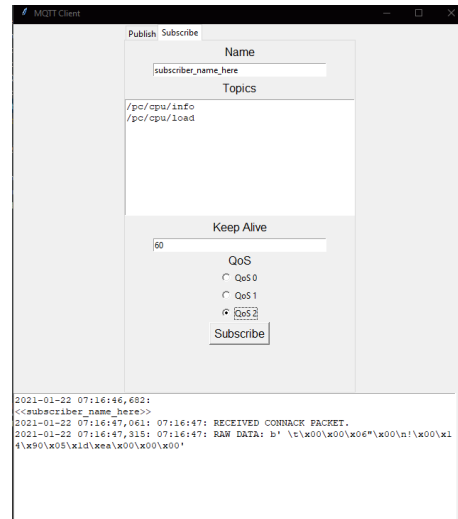 MQTT Client
Publish Subscribe
Name
subscriber_name_here
Topics
/pc/cpu/info
/pc/cpu/load
Keep Alive
60
QoS
QoS 0
QoS 1
QoS 2
Subscribe
2021-01-22 07:16:46,682:
<<subscriber_name_here>>
2021-01-22 07:16:47,061: 07:16:47: RECEIVED CONNACK PACKET.
2021-01-22 07:16:47,315: 07:16:47: RAW DATA: b' \t\x00\x00\x06"\x00\n!\x00\x1
4\x90\x05\x1d\xea\x00\x00\x00'